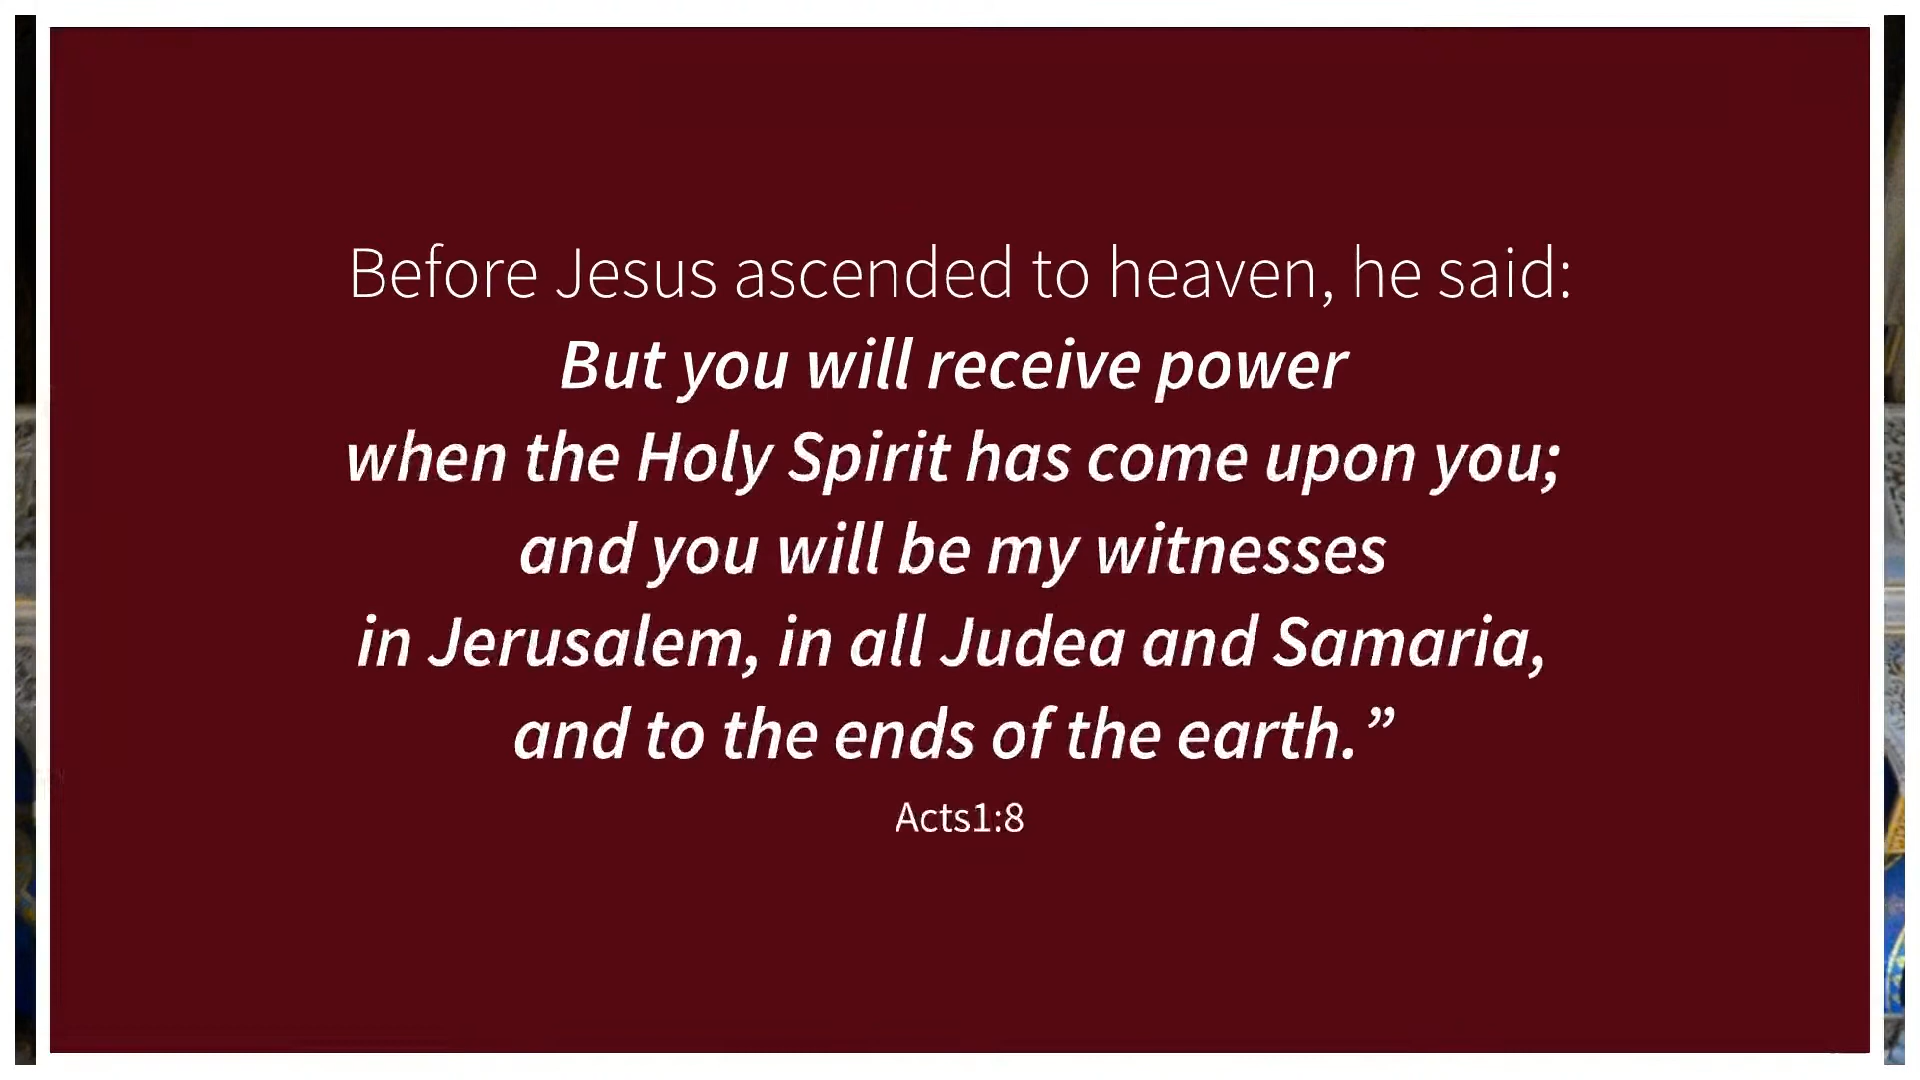 Before Jesus ascended to heaven, he said:
But you will receive power
when the Holy Spirit has come upon you;
and you will be my witnesses
in Jerusalem, in all Judea and Samaria,
and to the ends of the earth.”
Acts1:8